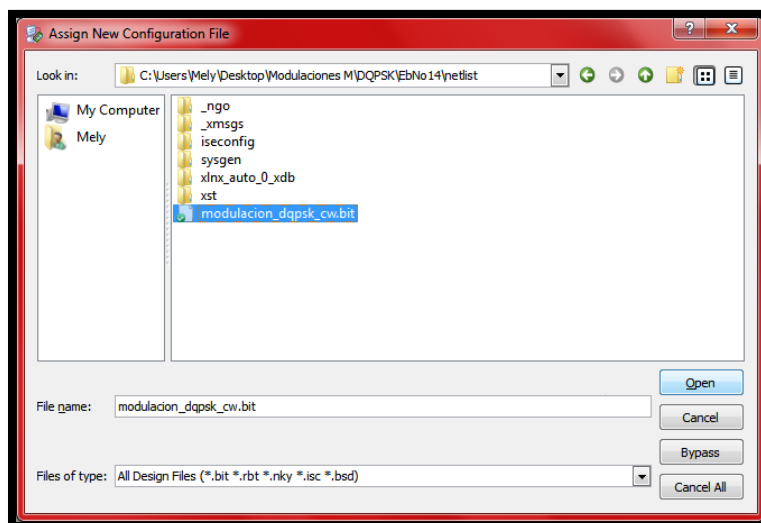 Assign New Configuration File
Look in: C:\Users\Mely\Desktop\Modulaciones M\DQPSK\EbNo14\netlist
My Computer
Mely
_ngo
_xmsgs
iseconfig
sysgen
xlnx_auto_0_xdb
xst
modulacion_dqpsk_cw.bit
Open
File name: modulacion_dqpsk_cw.bit
Cancel
Bypass
Files of type: All Design Files (*.bit *.rbt *.nky *.isc *.bsd)
Cancel All